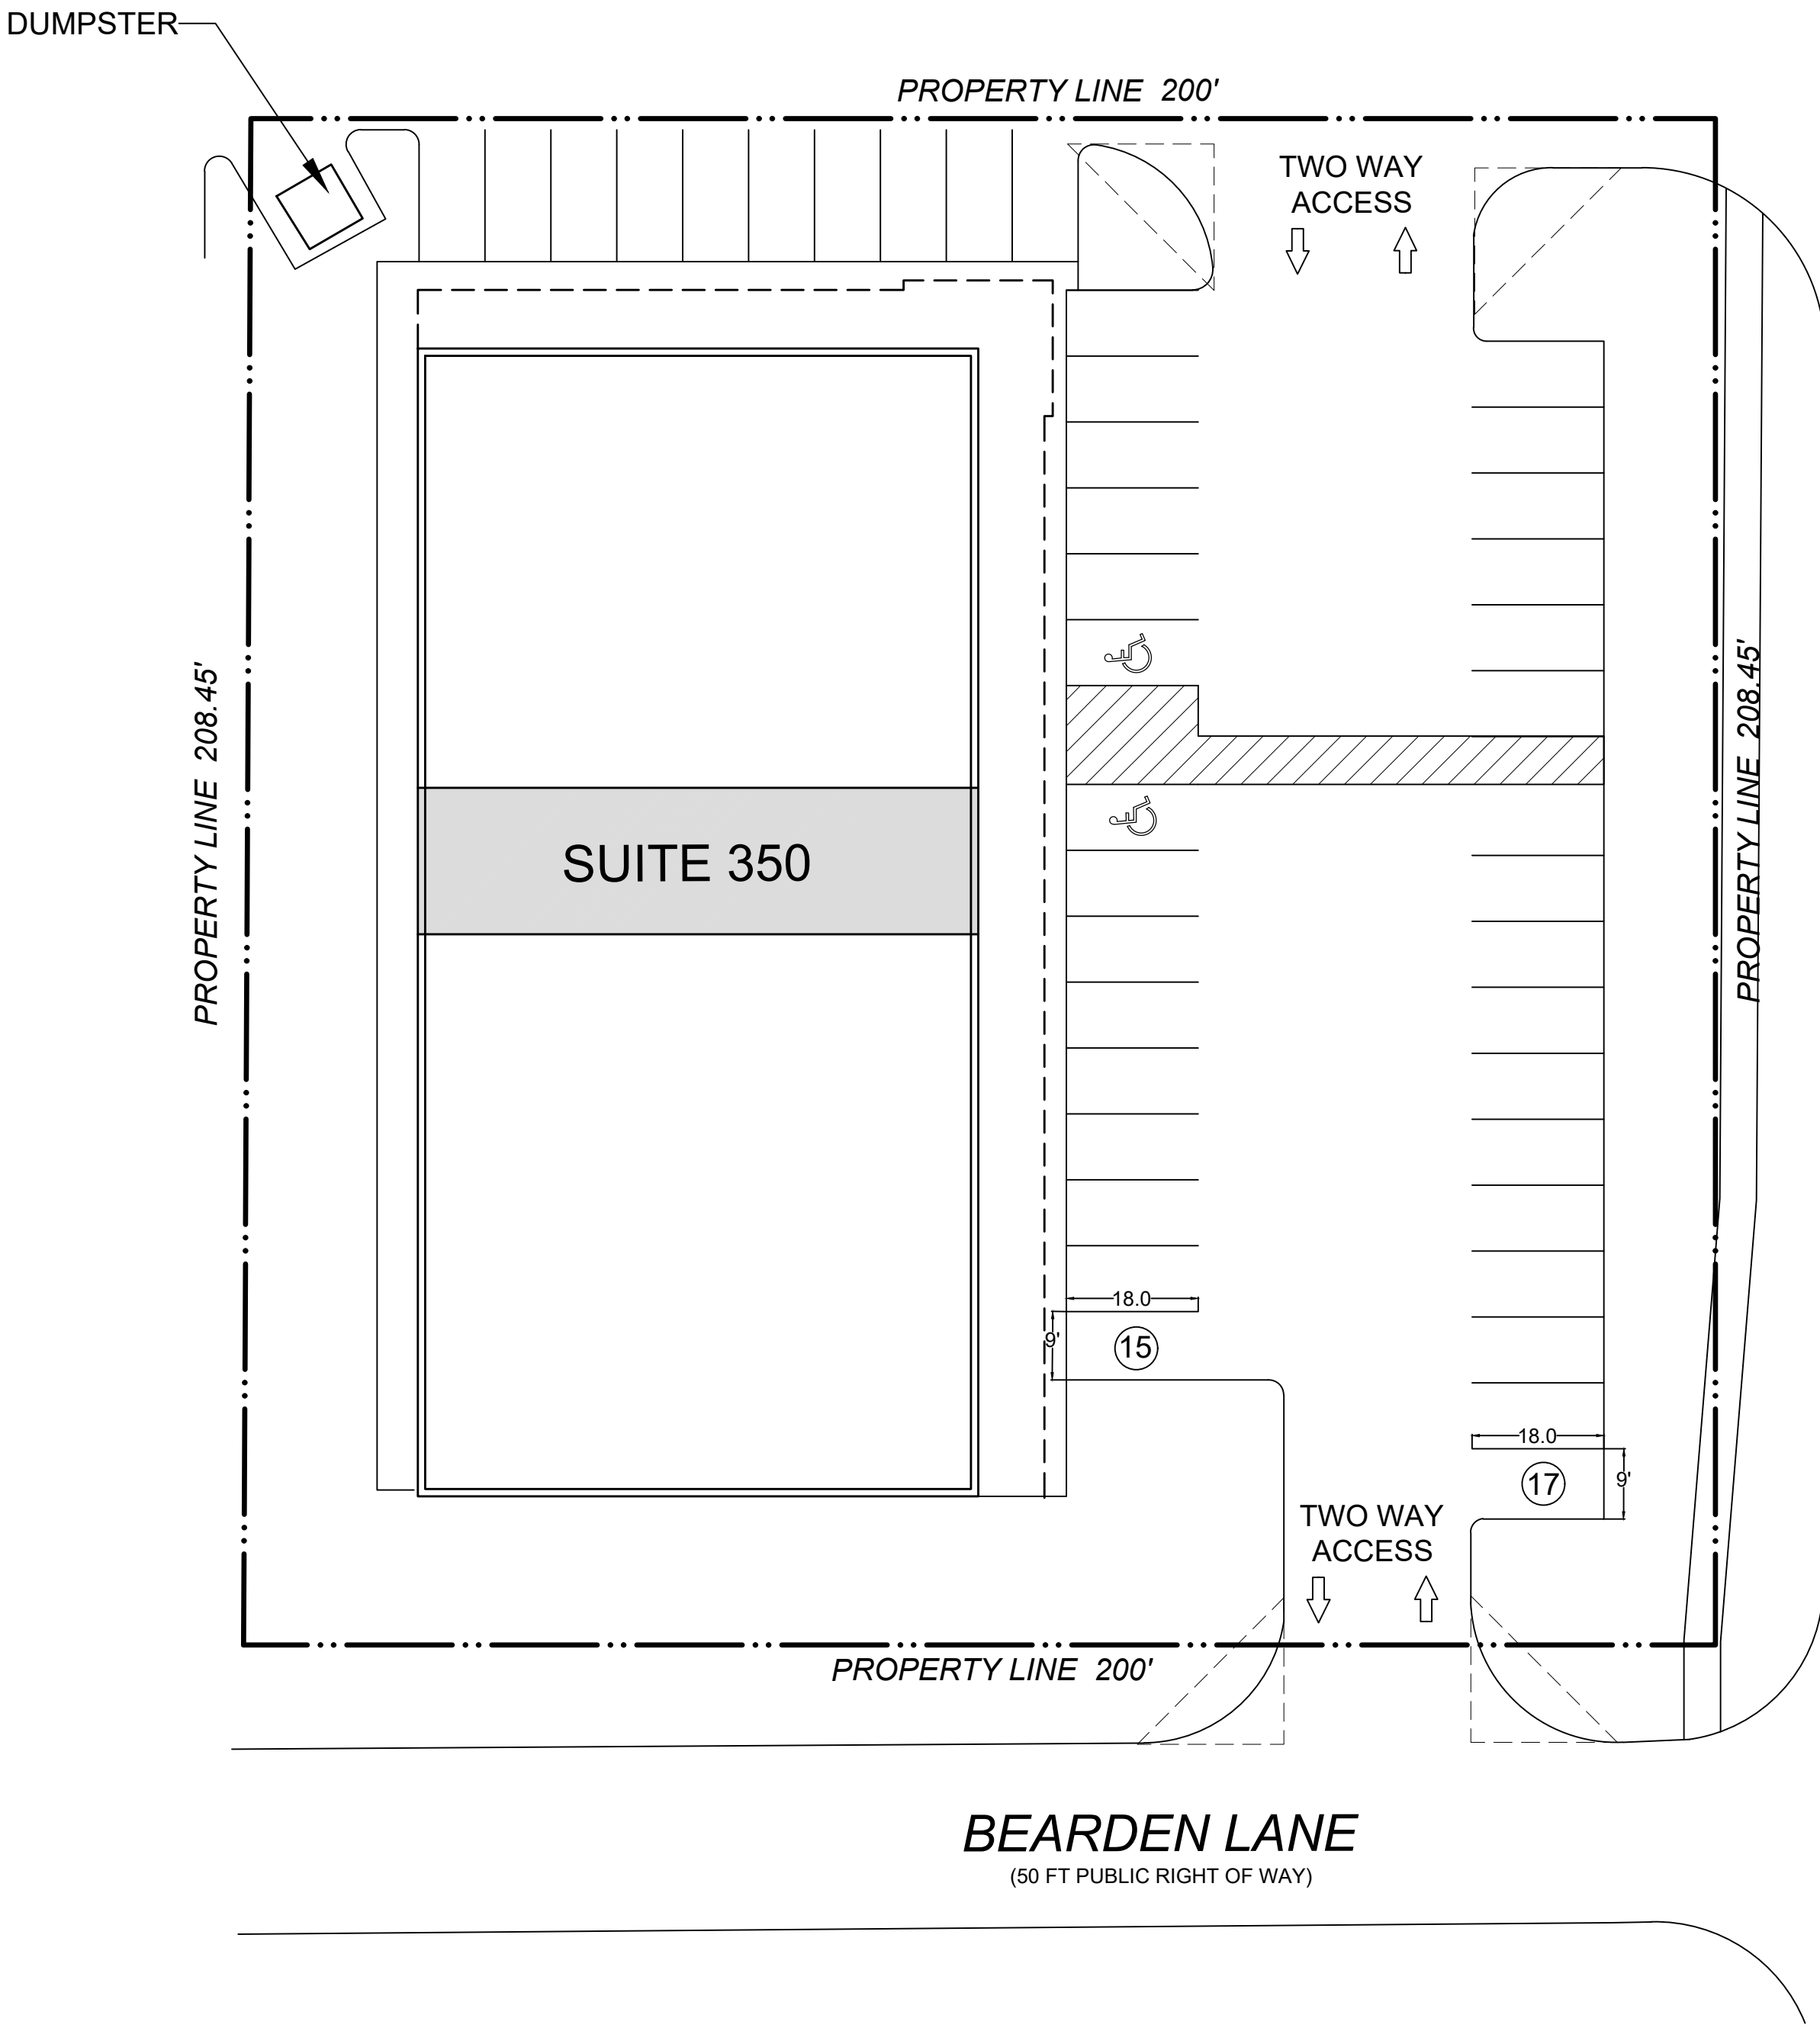 DUMPSTER
PROPERTY LINE 200'
TWO WAY
ACCESS
PROPERTY LINE 208.45'
PROPERTY LINE 208.45'
SUITE 350
18.0
9'
15
18.0
17
9'
TWO WAY
ACCESS
PROPERTY LINE 200'
BEARDEN LANE
(50 FT PUBLIC RIGHT OF WAY)